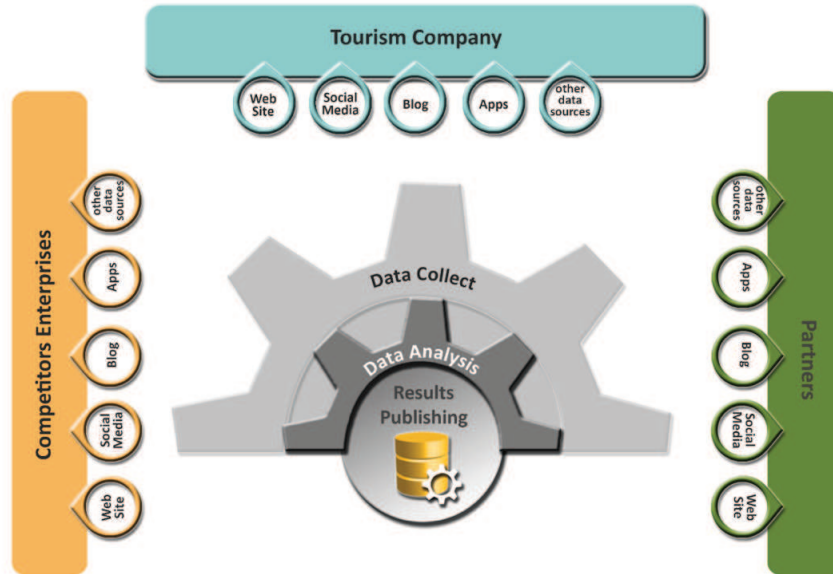 Tourism Company
Web
Site
Social
Media
Blog
Apps
other
data
sources
Competitors Enterprises
other data
sources
Apps
Blog
Social
Media
Web
Site
Data Collect
Data Analysis
Results
Publishing
Partners
other
data
sources
Apps
Blog
Social
Media
Web
Site